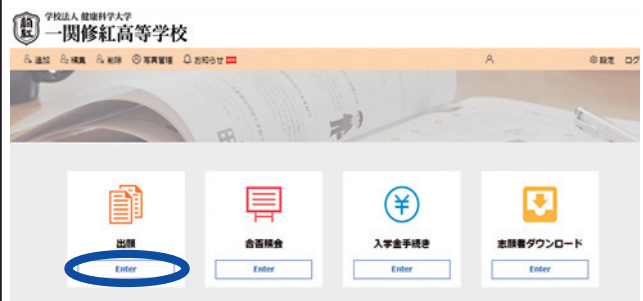 学校法人 健康科学大学
一関修紅高等学校
追加 編集 削除 写真管理 お知らせ 設定 ログ
出願 合否照会 入学金手続き 志願者ダウンロード
Enter Enter Enter Enter